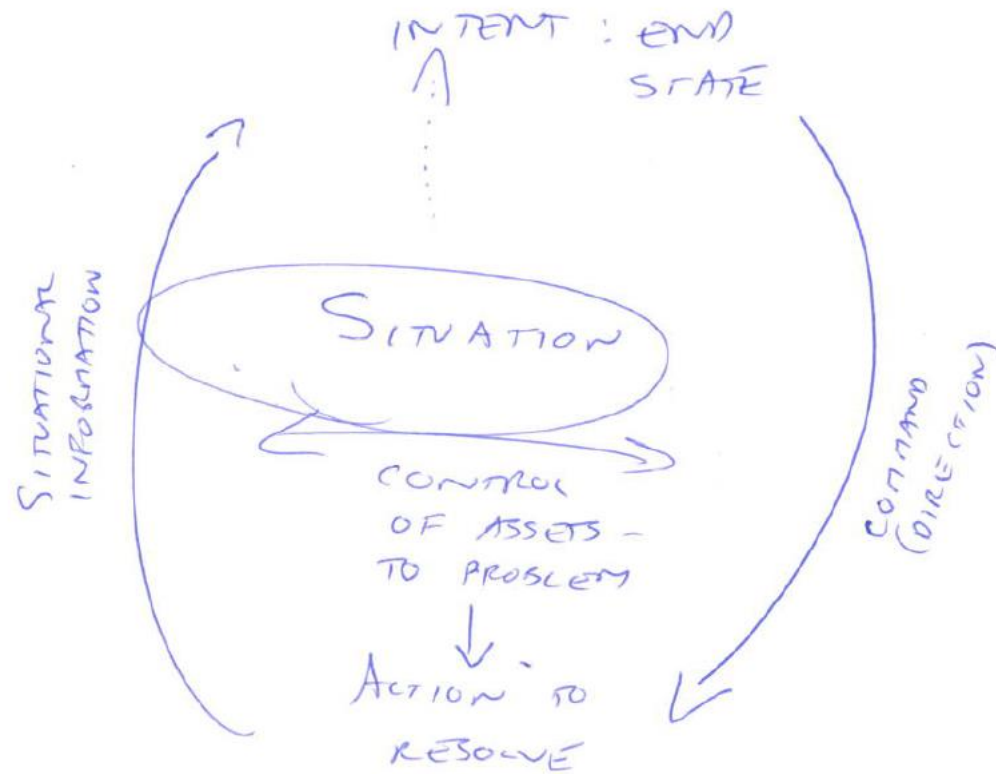 INTENT : END
STATE
SITUATIONAL
INFORMATION
SITUATION
COMMAND
(DIRECTION)
CONTROL
OF ASSETS -
TO PROBLEM
ACTION TO
RESOLVE